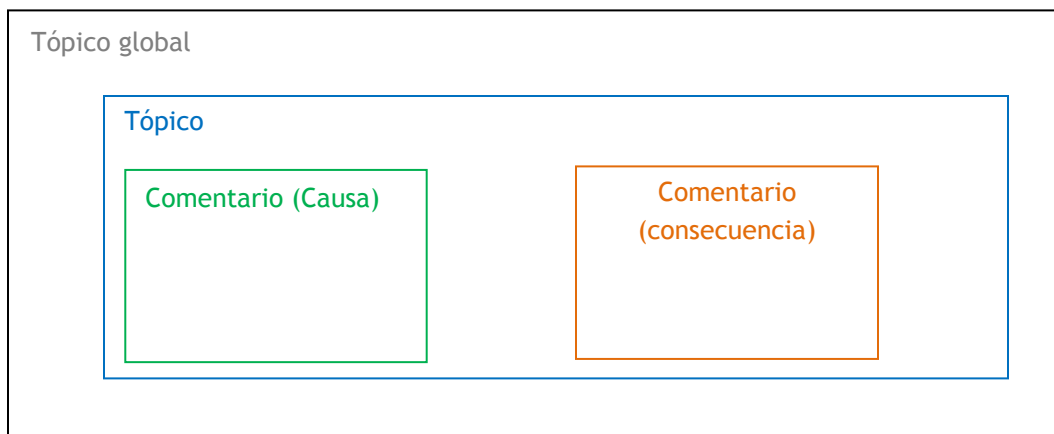 Tópico global
Tópico
Comentario (Causa)
Comentario
(consecuencia)